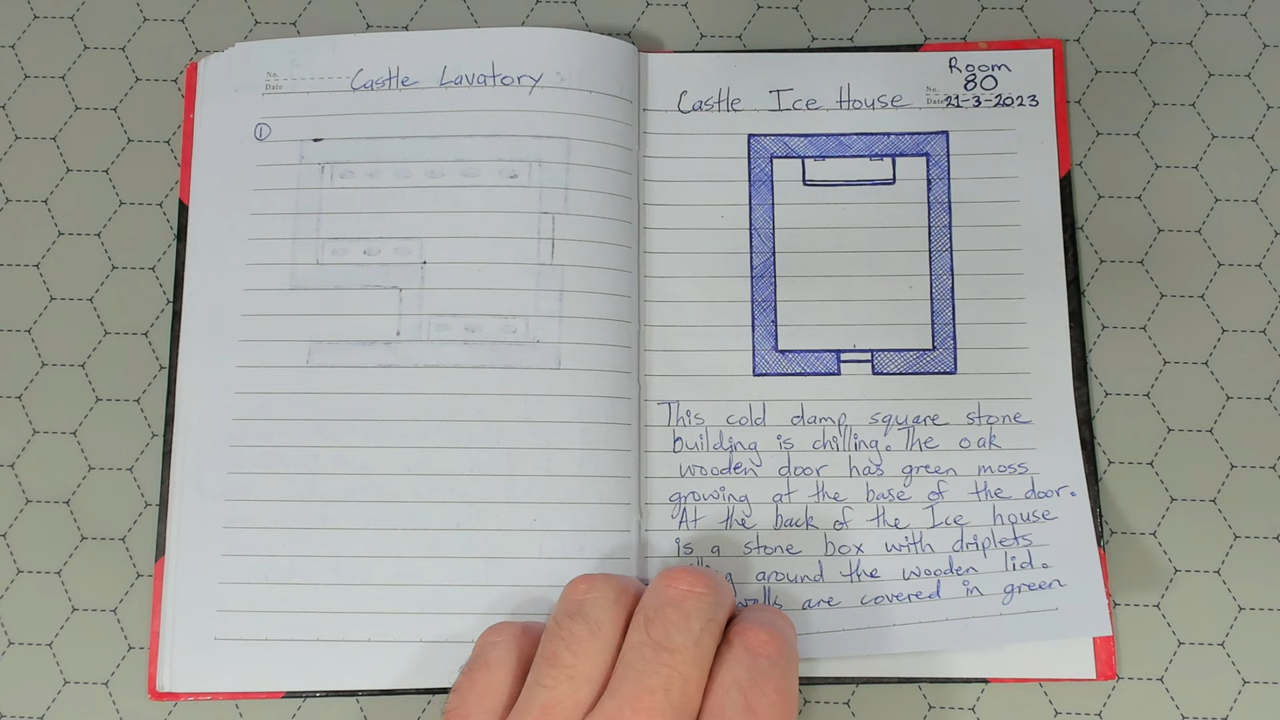 No.
Date
Castle Lavatory
①
Room
80
No.
Date 21-3-2023
Castle Ice House
This cold damp square stone
building is chilling. The oak
wooden door has green moss
growing at the base of the door.
At the back of the Ice house
is a stone box with driplets
around the wooden lid.
walls are covered in green